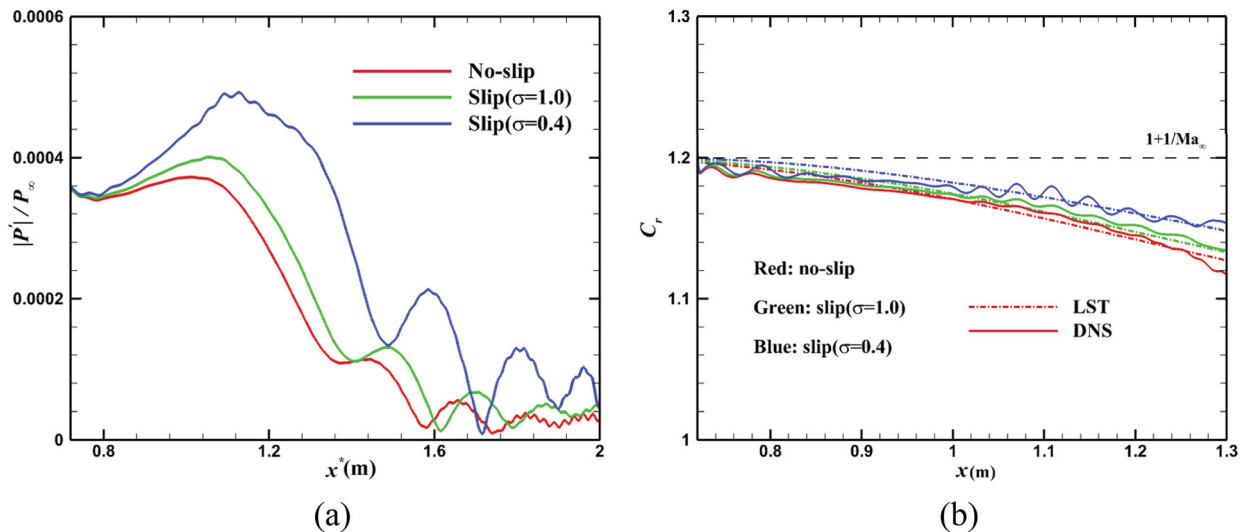 0.0006
0.0004
0.0002
0
|P′| / P∞
0.8
1.2
1.6
2
x*(m)
No-slip
Slip(σ=1.0)
Slip(σ=0.4)
(a)
1.3
1.2
1.1
1
Cr
0.8
0.9
1
1.1
1.2
1.3
x(m)
1+1/Ma∞
Red: no-slip
Green: slip(σ=1.0)
Blue: slip(σ=0.4)
LST
DNS
(b)